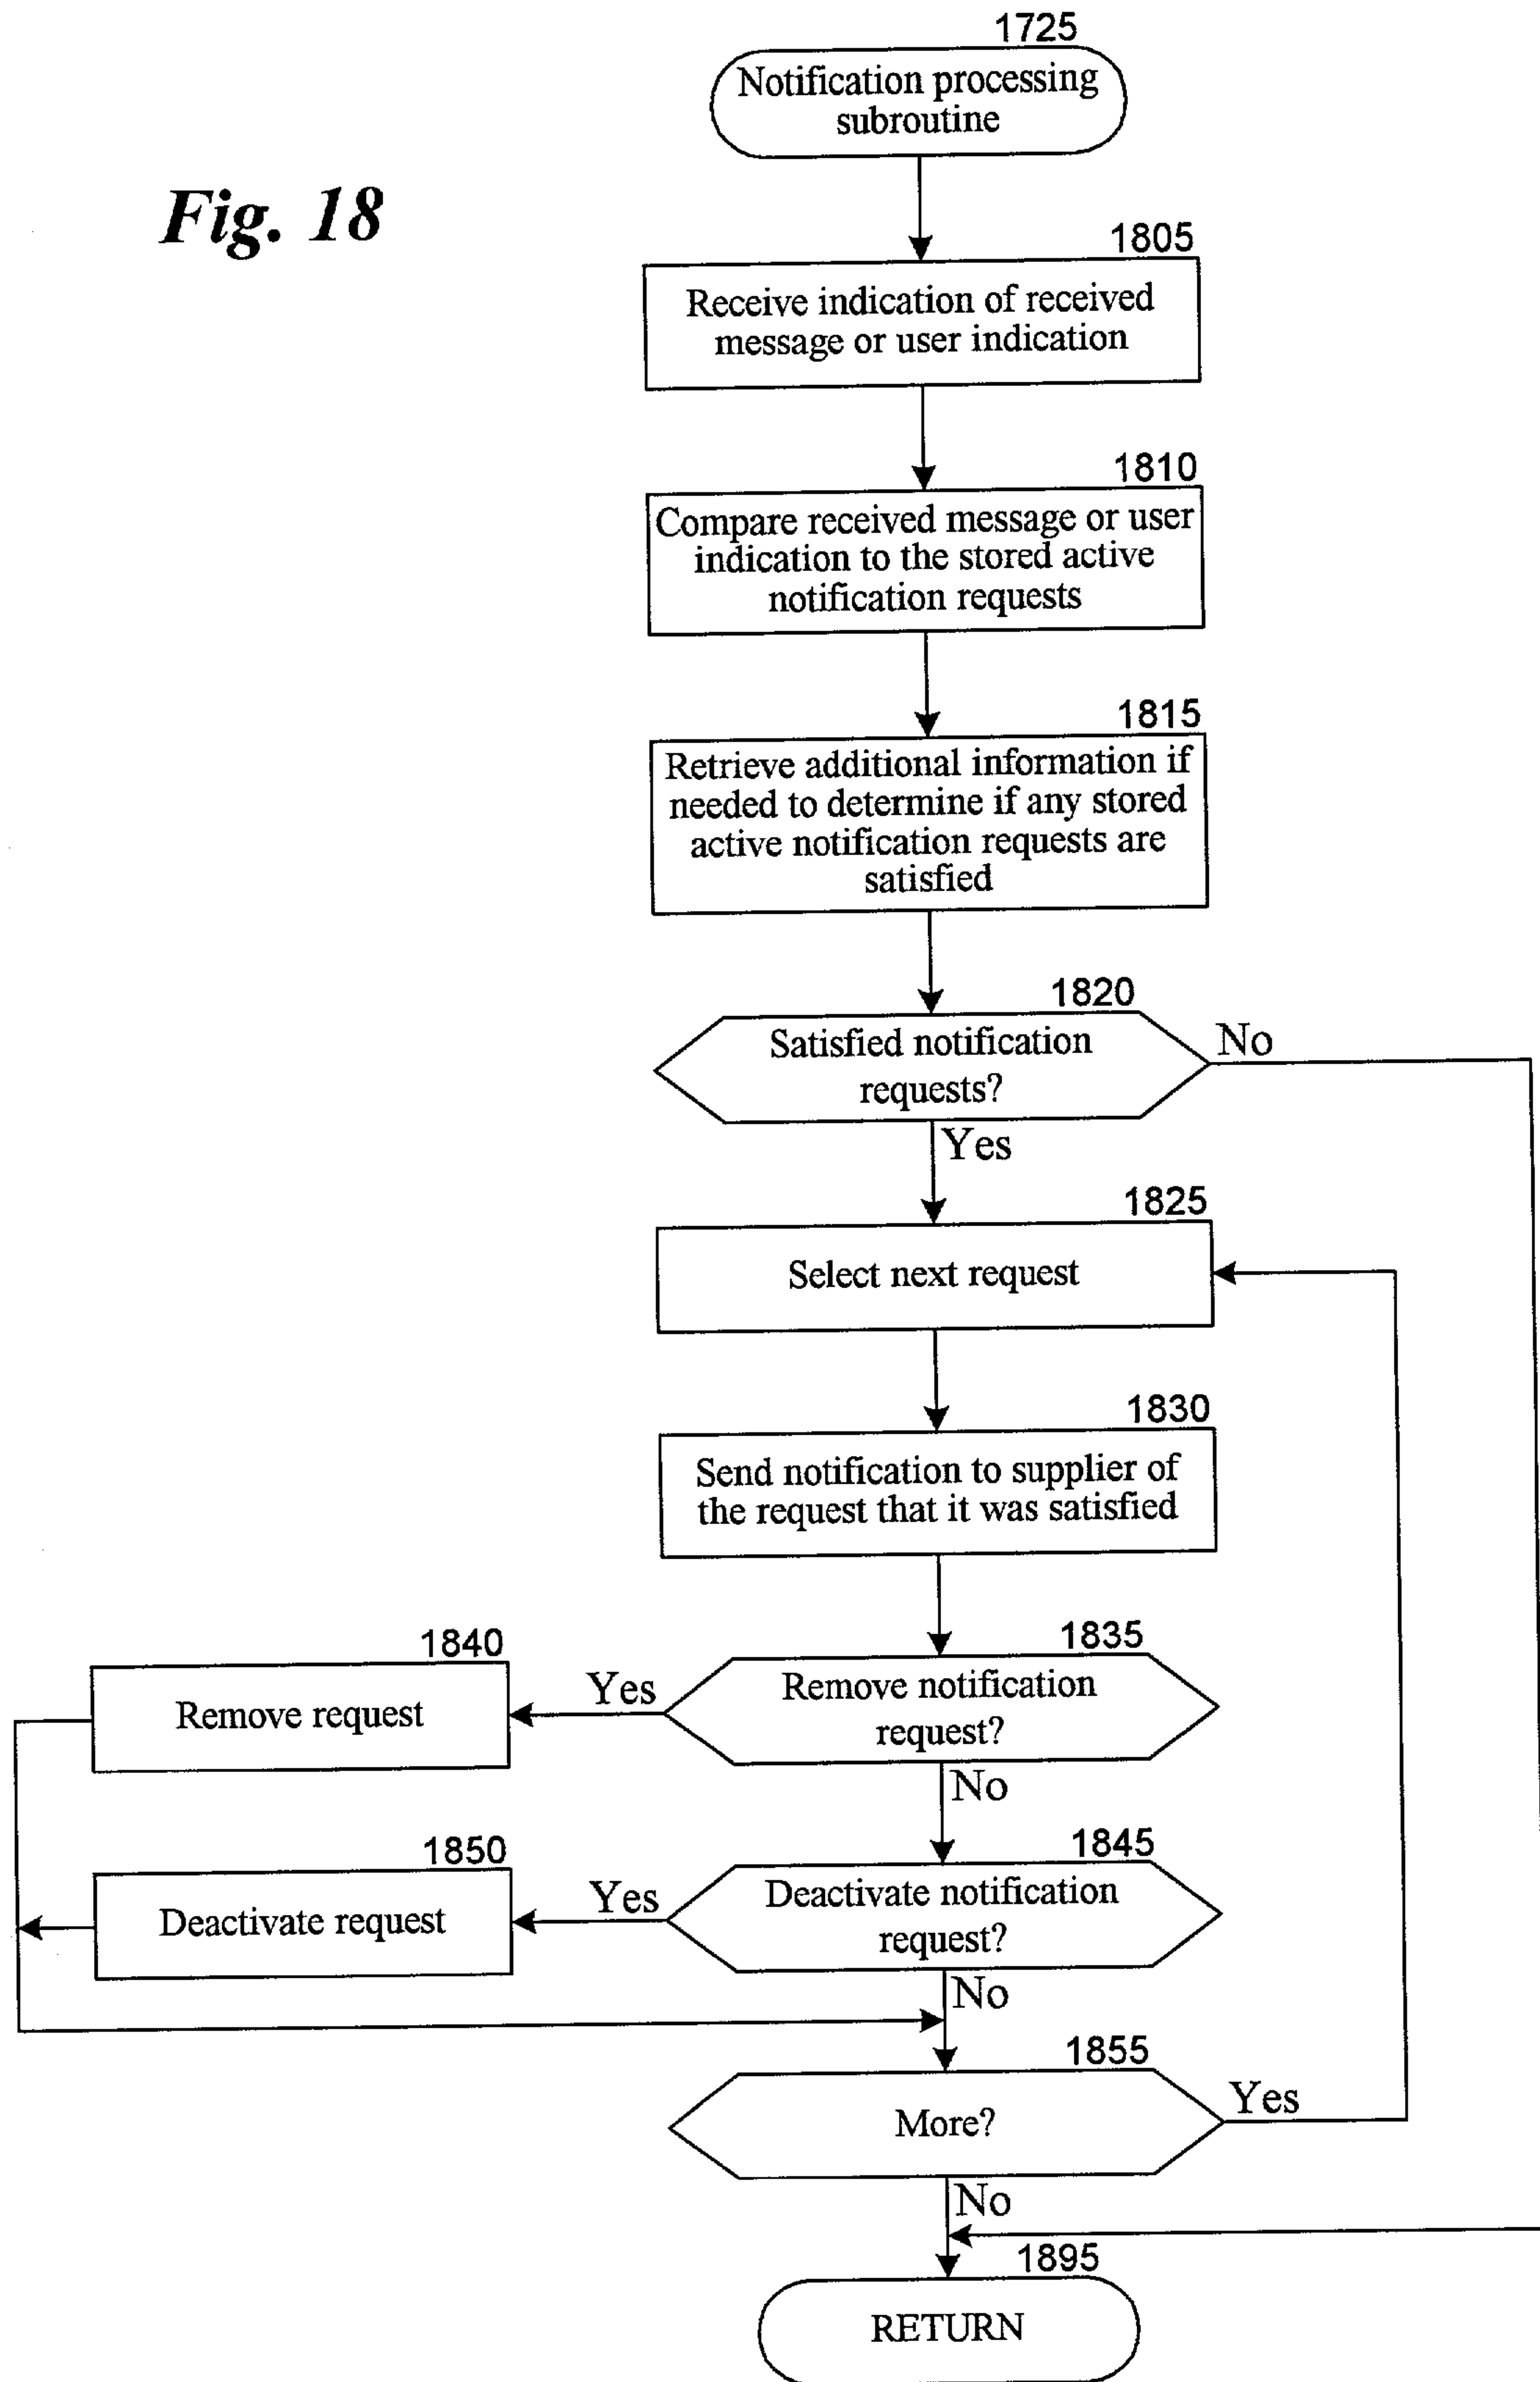 1725
Notification processing
subroutine
Fig. 18
1805
Receive indication of received
message or user indication
1810
Compare received message or user
indication to the stored active
notification requests
1815
Retrieve additional information if
needed to determine if any stored
active notification requests are
satisfied
1820
Satisfied notification
requests?
No
Yes
1825
Select next request
1830
Send notification to supplier of
the request that it was satisfied
1835
Remove notification
request?
Yes
1840
Remove request
No
1845
Deactivate notification
request?
Yes
1850
Deactivate request
No
1855
More?
Yes
No
1895
RETURN